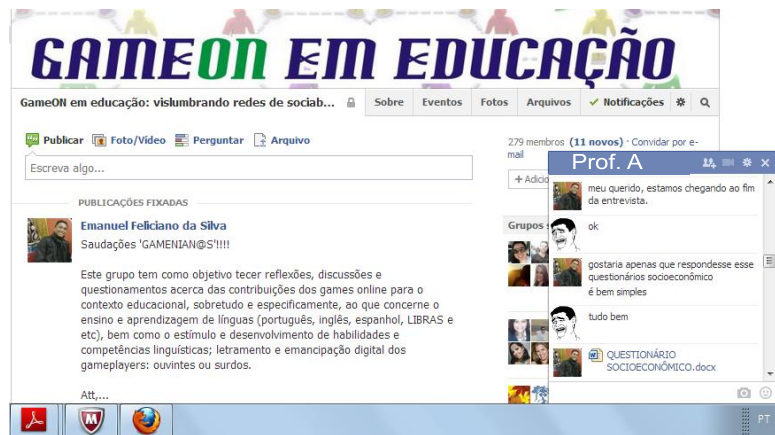 GAMEON EM EDUCAÇÃO
GameON em educação: vislumbrando redes de sociab...
Sobre
Eventos
Fotos
Arquivos
✓ Notificações
Publicar
Foto/Vídeo
Perguntar
Arquivo
Escreva algo...
PUBLICAÇÕES FIXADAS
Emanuel Feliciano da Silva
Saudações 'GAMENIAN@S'!!!!
Este grupo tem como objetivo tecer reflexões, discussões e
questionamentos acerca das contribuições dos games online para o
contexto educacional, sobretudo e especificamente, ao que concerne o
ensino e aprendizagem de línguas (português, inglês, espanhol, LIBRAS e
etc), bem como o estímulo e desenvolvimento de habilidades e
competências linguísticas; letramento e emancipação digital dos
gameplayers: ouvintes ou surdos.
Att,...
279 membros (11 novos) · Convidar por e-
mail
+ Adicio
Grupos s
Prof. A
meu querido, estamos chegando ao fim
da entrevista.
ok
gostaria apenas que respondesse esse
questionários socioeconômico
é bem simples
tudo bem
QUESTIONÁRIO
SOCIOECONÔMICO.docx
PT